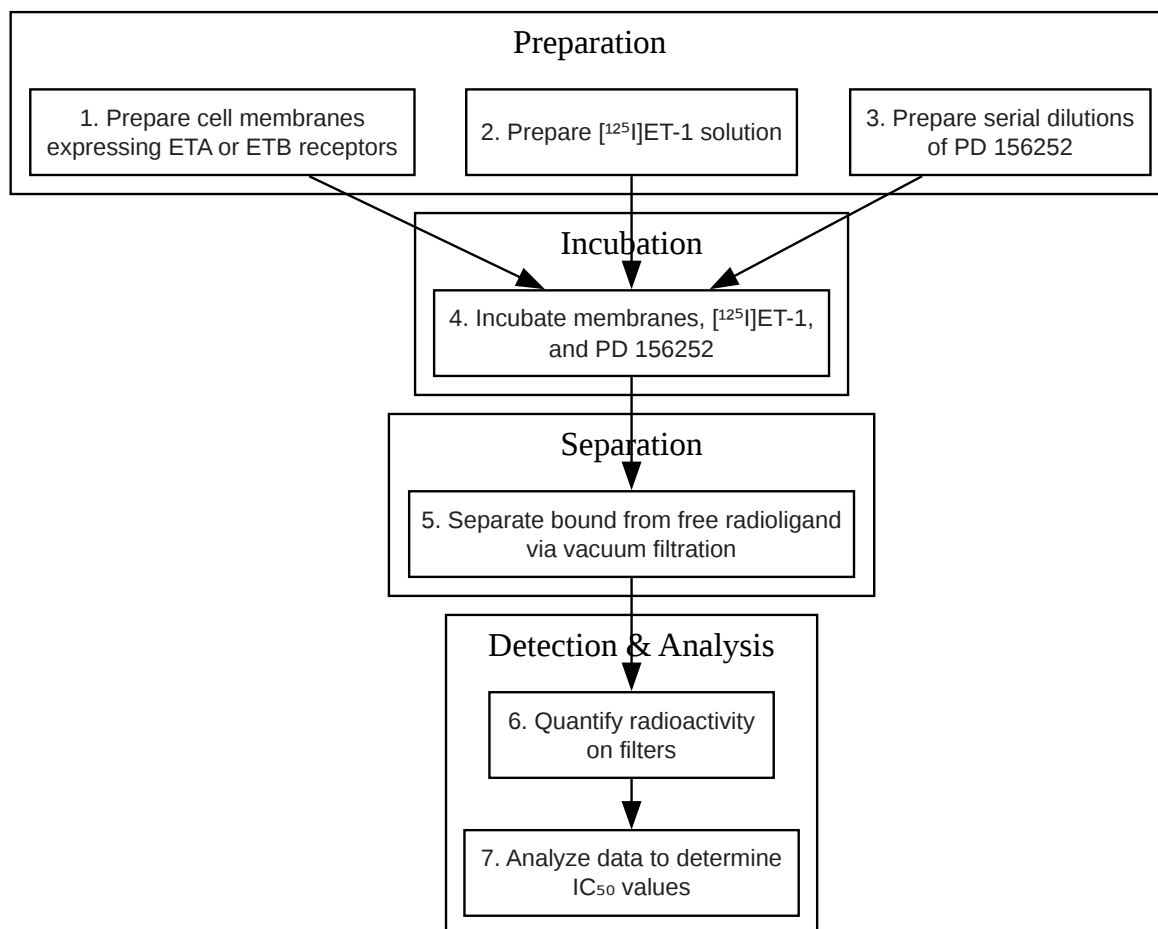 Preparation
1. Prepare cell membranes
expressing ETA or ETB receptors
2. Prepare [¹²⁵I]ET-1 solution
3. Prepare serial dilutions
of PD 156252
Incubation
4. Incubate membranes, [¹²⁵I]ET-1,
and PD 156252
Separation
5. Separate bound from free radioligand
via vacuum filtration
Detection & Analysis
6. Quantify radioactivity
on filters
7. Analyze data to determine
IC₅₀ values